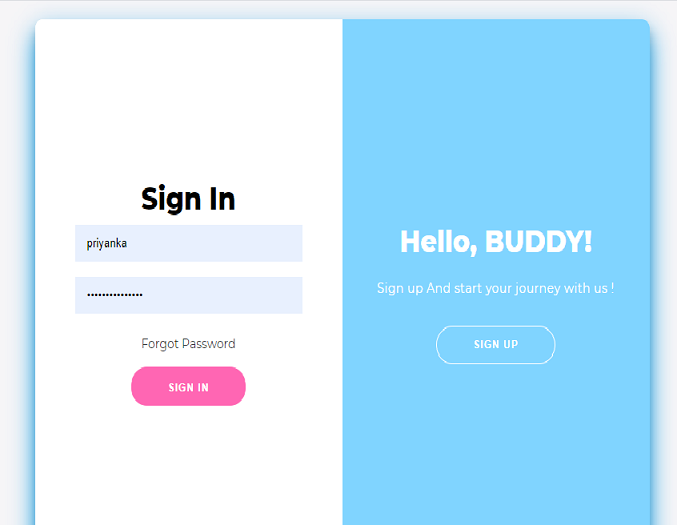 Sign In
priyanka
•••••••••••••••
Forgot Password
SIGN IN
Hello, BUDDY!
Sign up And start your journey with us !
SIGN UP